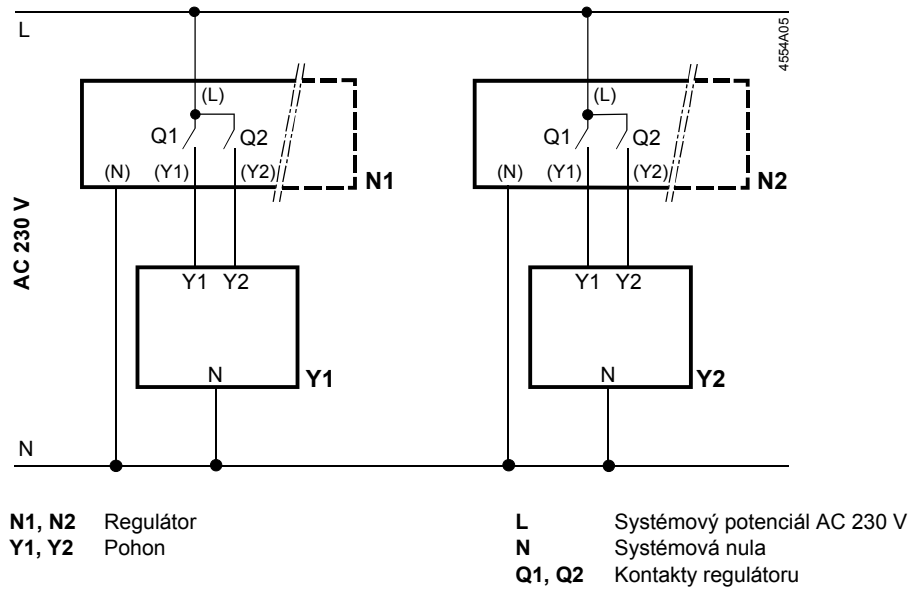 L
4554A05
(L)
(L)
Q1 Q2
Q1 Q2
(N) (Y1) (Y2)
N1
(N) (Y1) (Y2)
N2
AC 230 V
Y1 Y2
Y1 Y2
N
Y1
N
Y2
N
N1, N2 Regulátor
Y1, Y2 Pohon
L Systémový potenciál AC 230 V
N Systémová nula
Q1, Q2 Kontakty regulátoru